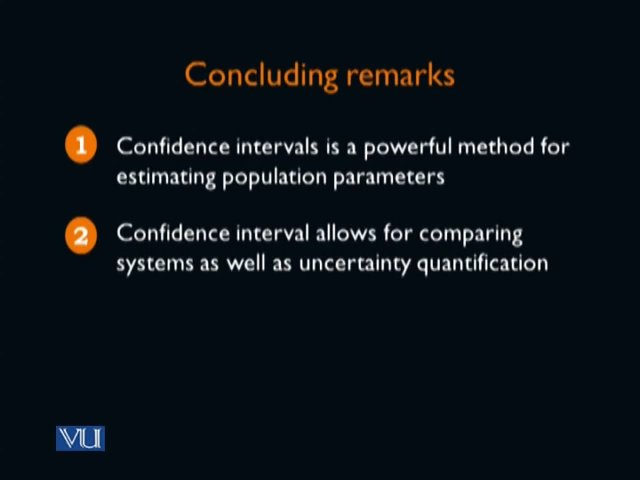 Concluding remarks
1 Confidence intervals is a powerful method for
estimating population parameters
2 Confidence interval allows for comparing
systems as well as uncertainty quantification
VU